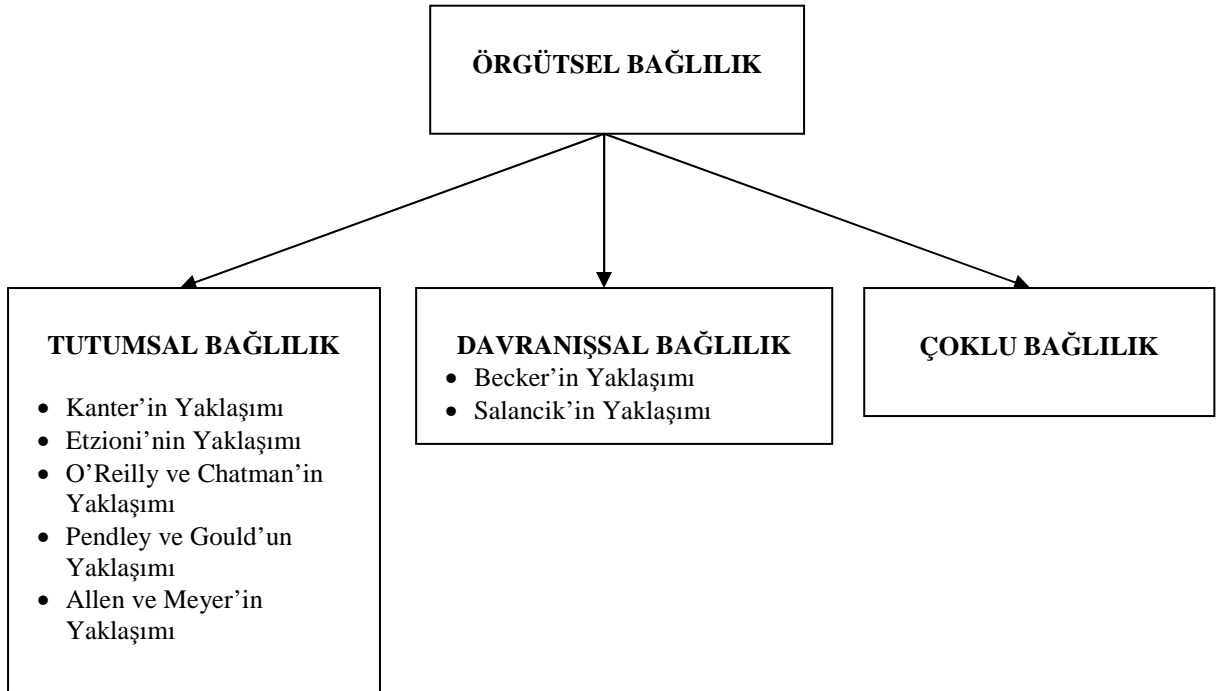 ÖRGÜTSEL BAĞLILIK
TUTUMSAL BAĞLILIK
• Kanter’in Yaklaşımı
• Etzioni’nin Yaklaşımı
• O’Reilly ve Chatman’in
Yaklaşımı
• Pendley ve Gould’un
Yaklaşımı
• Allen ve Meyer’in
Yaklaşımı
DAVRANIŞSAL BAĞLILIK
• Becker’in Yaklaşımı
• Salancik’in Yaklaşımı
ÇOKLU BAĞLILIK